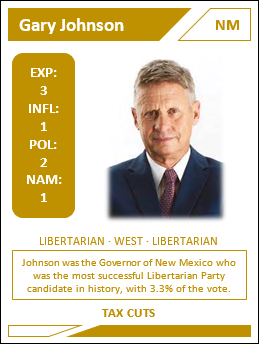 Gary Johnson
NM
EXP:
3
INFL:
1
POL:
2
NAM:
1
LIBERTARIAN · WEST · LIBERTARIAN
Johnson was the Governor of New Mexico who
was the most successful Libertarian Party
candidate in history, with 3.3% of the vote.
TAX CUTS